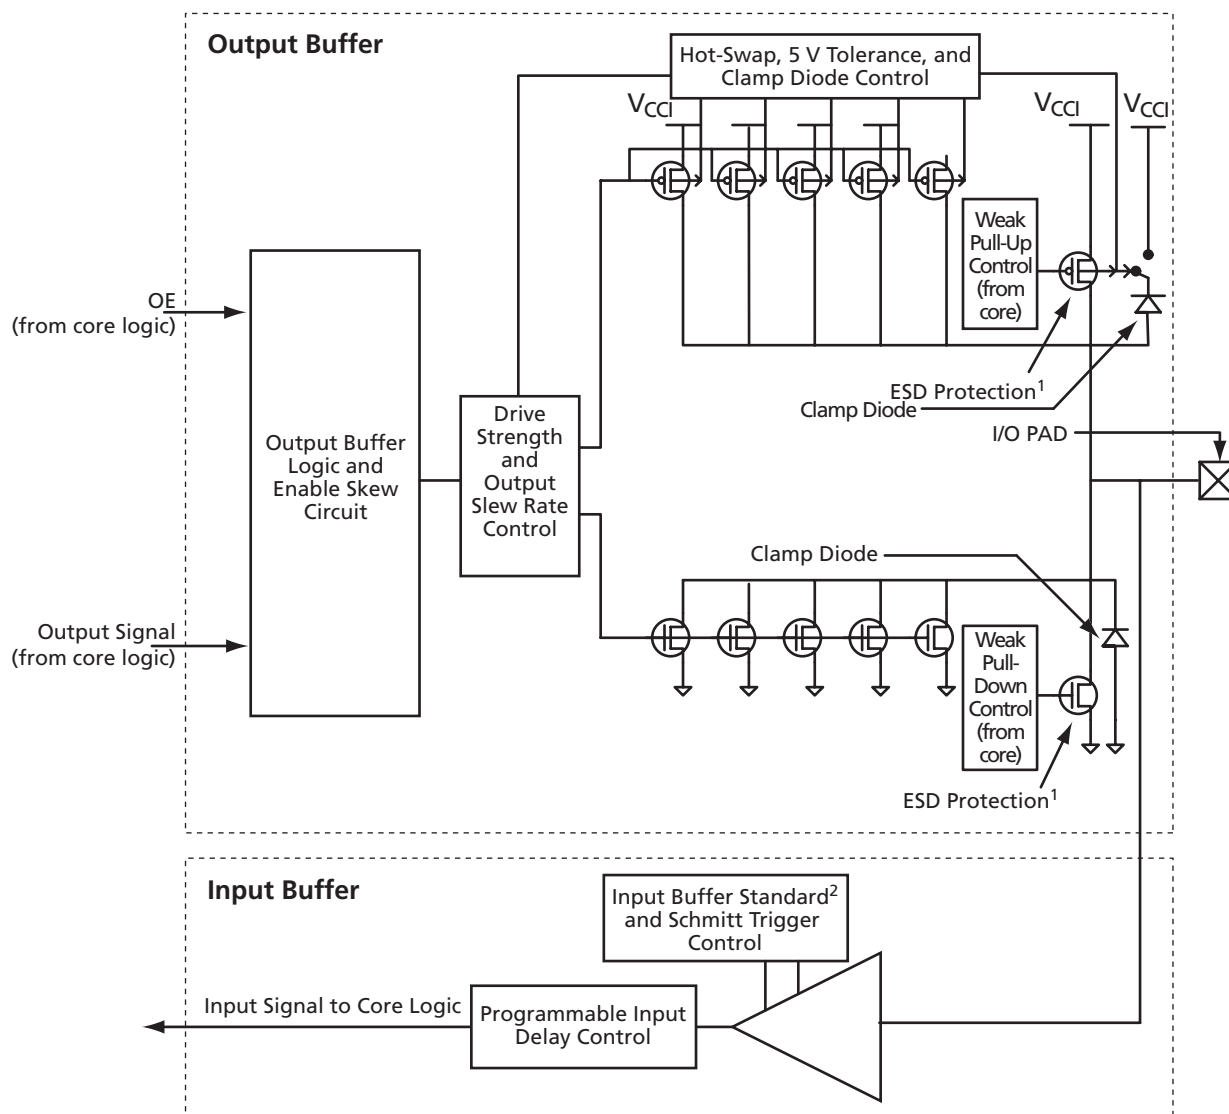 Output Buffer
Hot-Swap, 5 V Tolerance, and
Clamp Diode Control
VCCI
VCCI
VCCI
Weak
Pull-Up
Control
(from
core)
OE
(from core logic)
ESD Protection1
Clamp Diode
I/O PAD
Output Buffer
Logic and
Enable Skew
Circuit
Drive
Strength
and
Output
Slew Rate
Control
Clamp Diode
Output Signal
(from core logic)
Weak
Pull-
Down
Control
(from
core)
ESD Protection1
Input Buffer
Input Buffer Standard2
and Schmitt Trigger
Control
Input Signal to Core Logic
Programmable Input
Delay Control